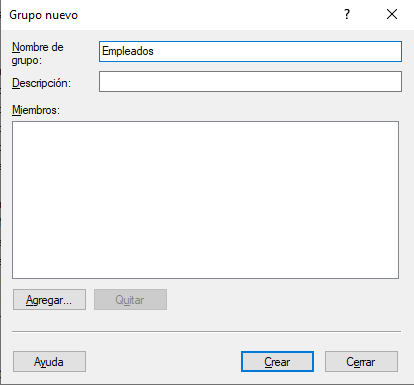 Grupo nuevo ?
Nombre de
grupo: Empleados
Descripción:
Miembros:
Agregar... Quitar
Ayuda Crear Cerrar